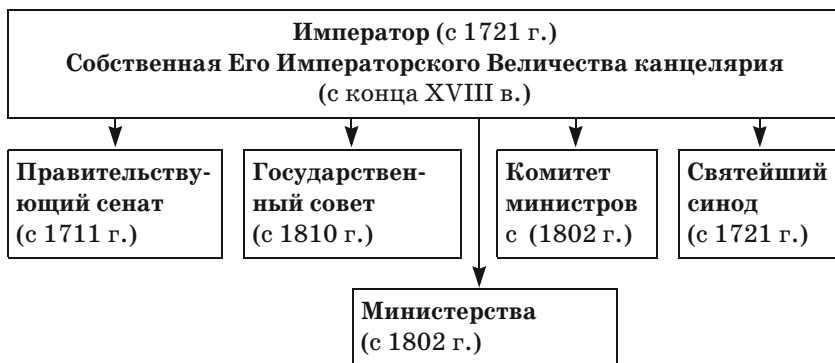 Император (с 1721 г.)
Собственная Его Императорского Величества канцелярия
(с конца XVIII в.)
Правительству-
ющий сенат
(с 1711 г.)
Государствен-
ный совет
(с 1810 г.)
Комитет
министров
с (1802 г.)
Святейший
синод
(с 1721 г.)
Министерства
(с 1802 г.)